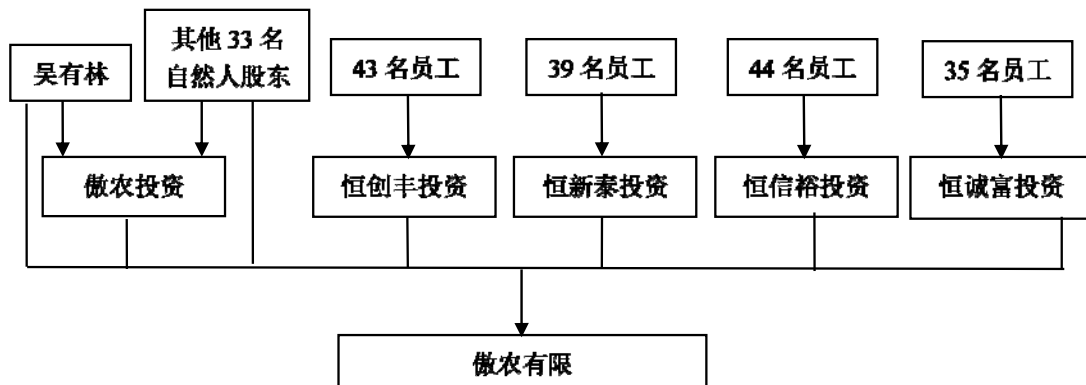 吴有林
其他 33 名
自然人股东
43 名员工
39 名员工
44 名员工
35 名员工
傲农投资
恒创丰投资
恒新泰投资
恒信裕投资
恒诚富投资
傲农有限